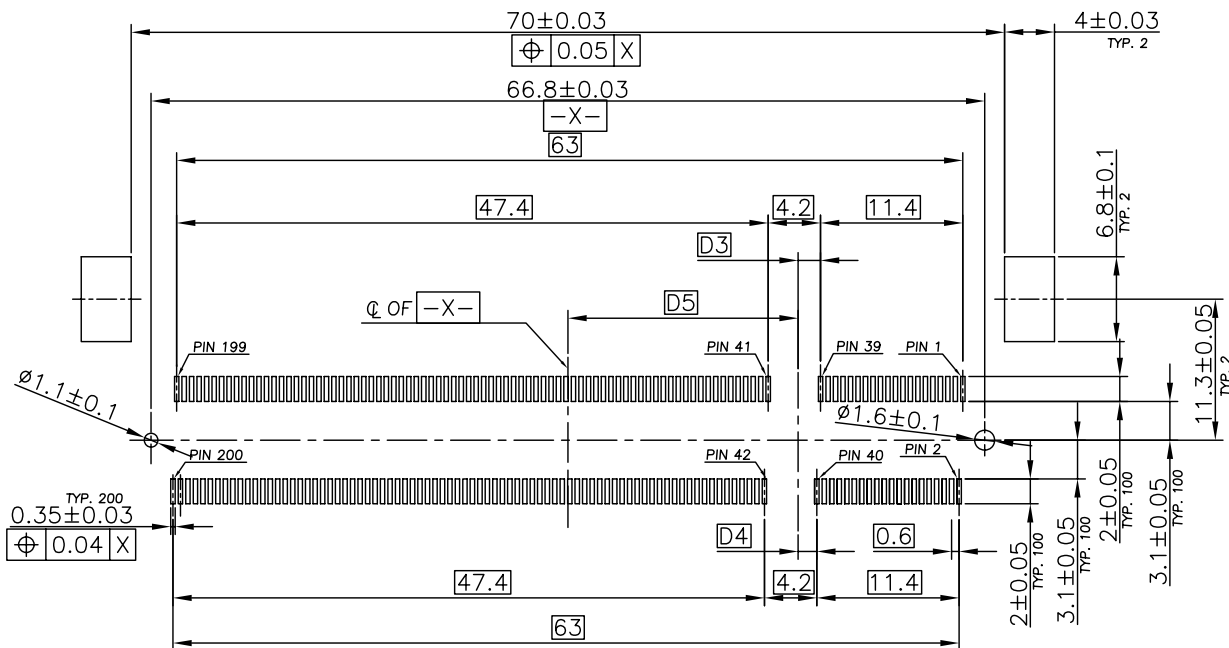 70±0.03
⌖ 0.05 X
4±0.03
TYP. 2
66.8±0.03
-X-
63
47.4
4.2
11.4
6.8±0.1
TYP. 2
D3
℄ OF -X-
D5
11.3±0.05
TYP. 2
PIN 199
PIN 41
PIN 39
PIN 1
Ø1.1±0.1
Ø1.6±0.1
PIN 200
PIN 42
PIN 40
PIN 2
TYP. 200
0.35±0.03
⌖ 0.04 X
D4
0.6
2±0.05
TYP. 100
3.1±0.05
TYP. 100
2±0.05
TYP. 100
3.1±0.05
TYP. 100
47.4
4.2
11.4
63